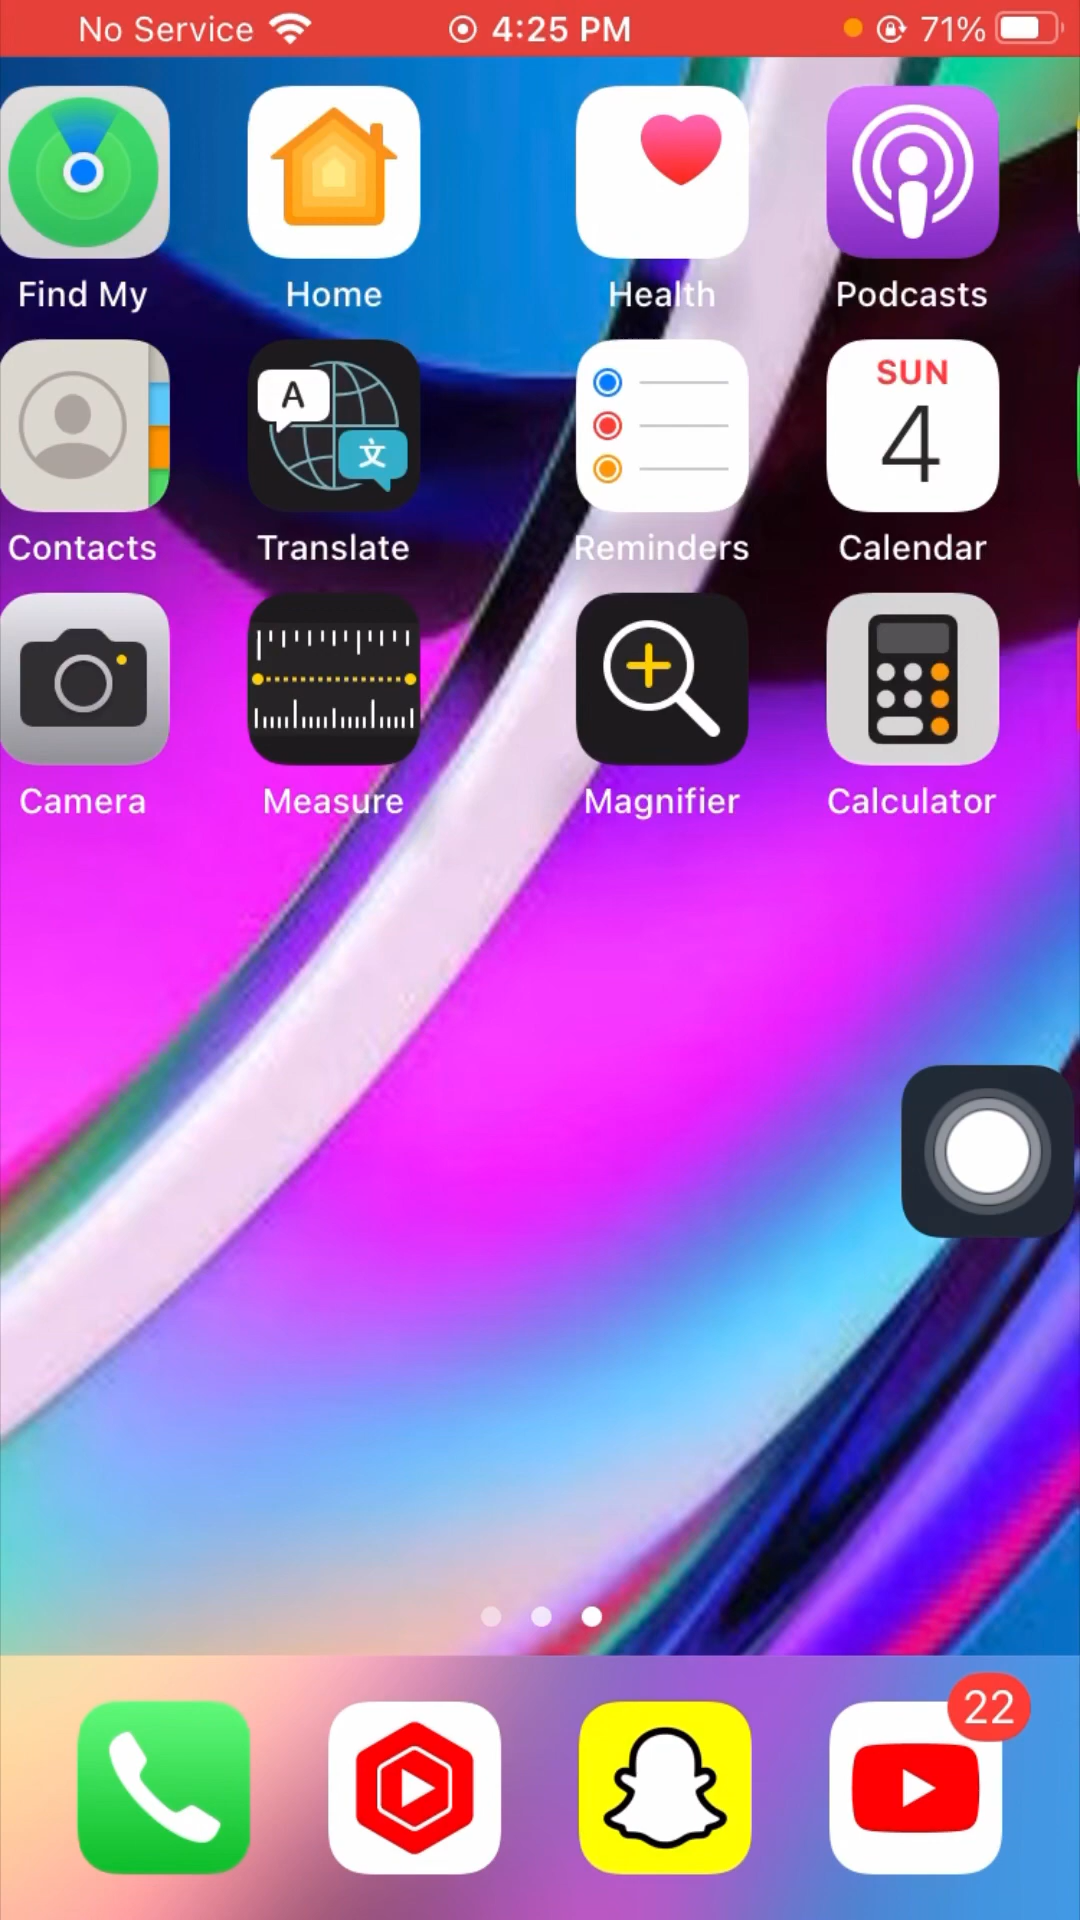 No Service 4:25 PM 71%
Find My Home Health Podcasts
A 文 SUN
4
Contacts Translate Reminders Calendar
Camera Measure Magnifier Calculator
22